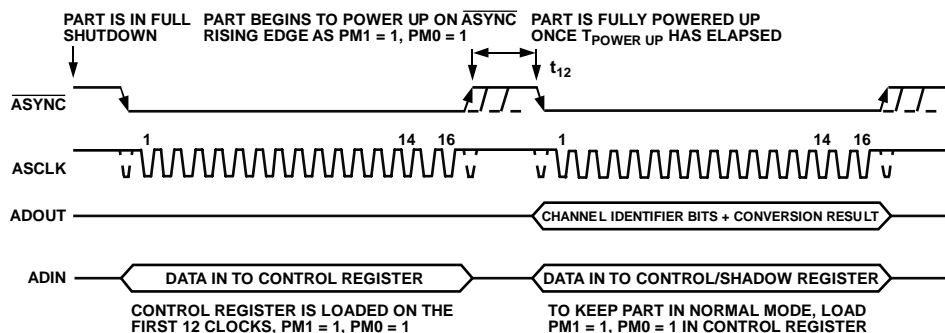 PART IS IN FULL
SHUTDOWN
PART BEGINS TO POWER UP ON ASYNC
RISING EDGE AS PM1 = 1, PM0 = 1
PART IS FULLY POWERED UP
ONCE TPOWER UP HAS ELAPSED
t12
ASYNC
1 14 16 1 14 16
ASCLK
ADOUT
CHANNEL IDENTIFIER BITS + CONVERSION RESULT
ADIN
DATA IN TO CONTROL REGISTER
DATA IN TO CONTROL/SHADOW REGISTER
CONTROL REGISTER IS LOADED ON THE
FIRST 12 CLOCKS, PM1 = 1, PM0 = 1
TO KEEP PART IN NORMAL MODE, LOAD
PM1 = 1, PM0 = 1 IN CONTROL REGISTER